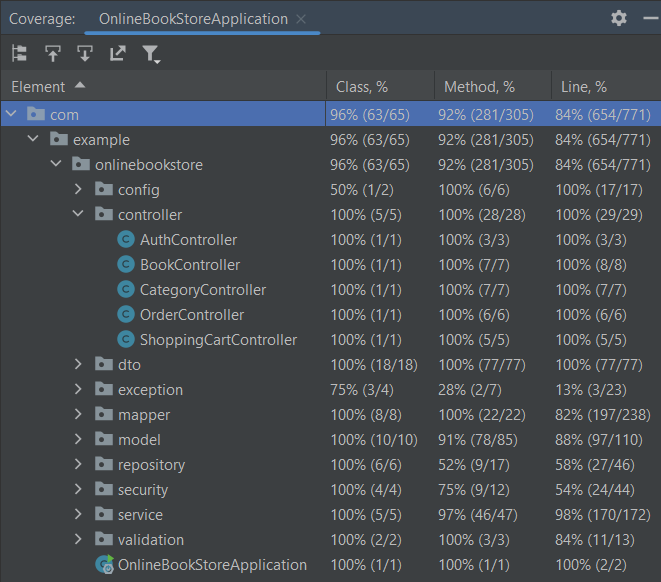 Coverage: OnlineBookStoreApplication
Element Class, % Method, % Line, %
com 96% (63/65) 92% (281/305) 84% (654/771)
example 96% (63/65) 92% (281/305) 84% (654/771)
onlinebookstore 96% (63/65) 92% (281/305) 84% (654/771)
config 50% (1/2) 100% (6/6) 100% (17/17)
controller 100% (5/5) 100% (28/28) 100% (29/29)
C AuthController 100% (1/1) 100% (3/3) 100% (3/3)
C BookController 100% (1/1) 100% (7/7) 100% (8/8)
C CategoryController 100% (1/1) 100% (7/7) 100% (7/7)
C OrderController 100% (1/1) 100% (6/6) 100% (6/6)
C ShoppingCartController 100% (1/1) 100% (5/5) 100% (5/5)
dto 100% (18/18) 100% (77/77) 100% (77/77)
exception 75% (3/4) 28% (2/7) 13% (3/23)
mapper 100% (8/8) 100% (22/22) 82% (197/238)
model 100% (10/10) 91% (78/85) 88% (97/110)
repository 100% (6/6) 52% (9/17) 58% (27/46)
security 100% (4/4) 75% (9/12) 54% (24/44)
service 100% (5/5) 97% (46/47) 98% (170/172)
validation 100% (2/2) 100% (3/3) 84% (11/13)
C OnlineBookStoreApplication 100% (1/1) 100% (1/1) 100% (2/2)